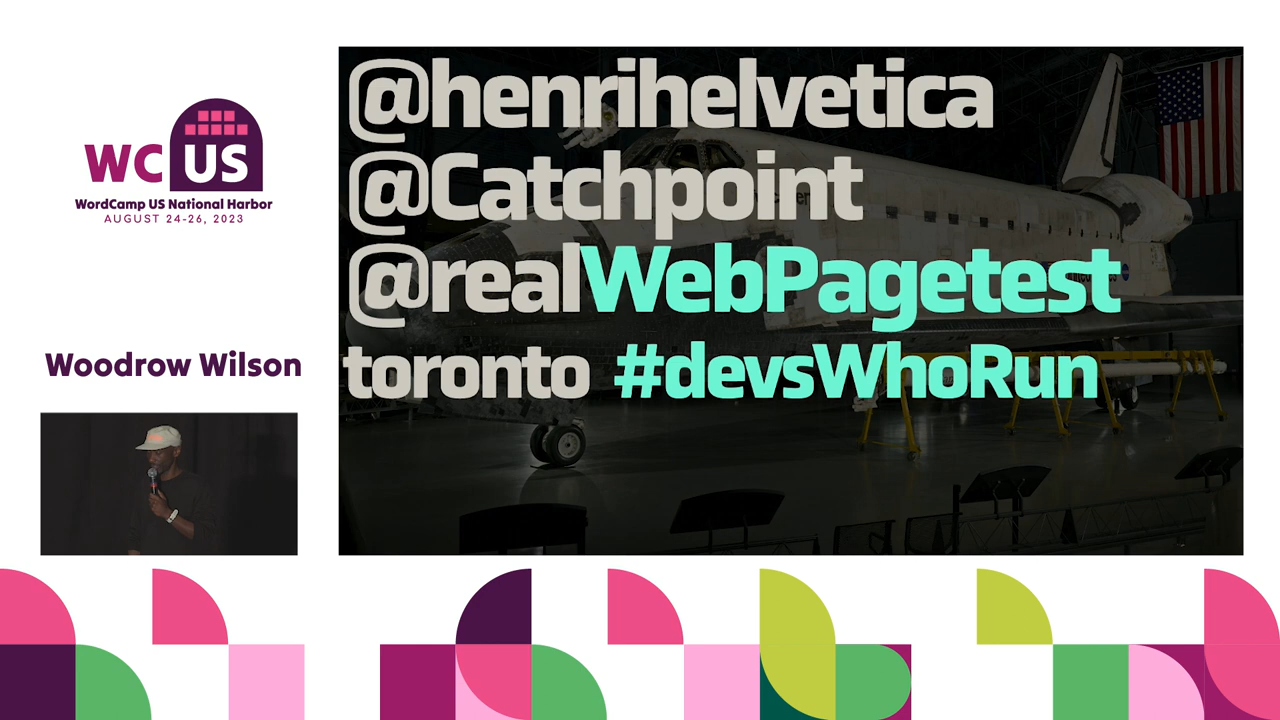 WC US
WordCamp US National Harbor
AUGUST 24-26, 2023
Woodrow Wilson
@henrihelvetica
@Catchpoint
@realWebPagetest
toronto #devsWhoRun